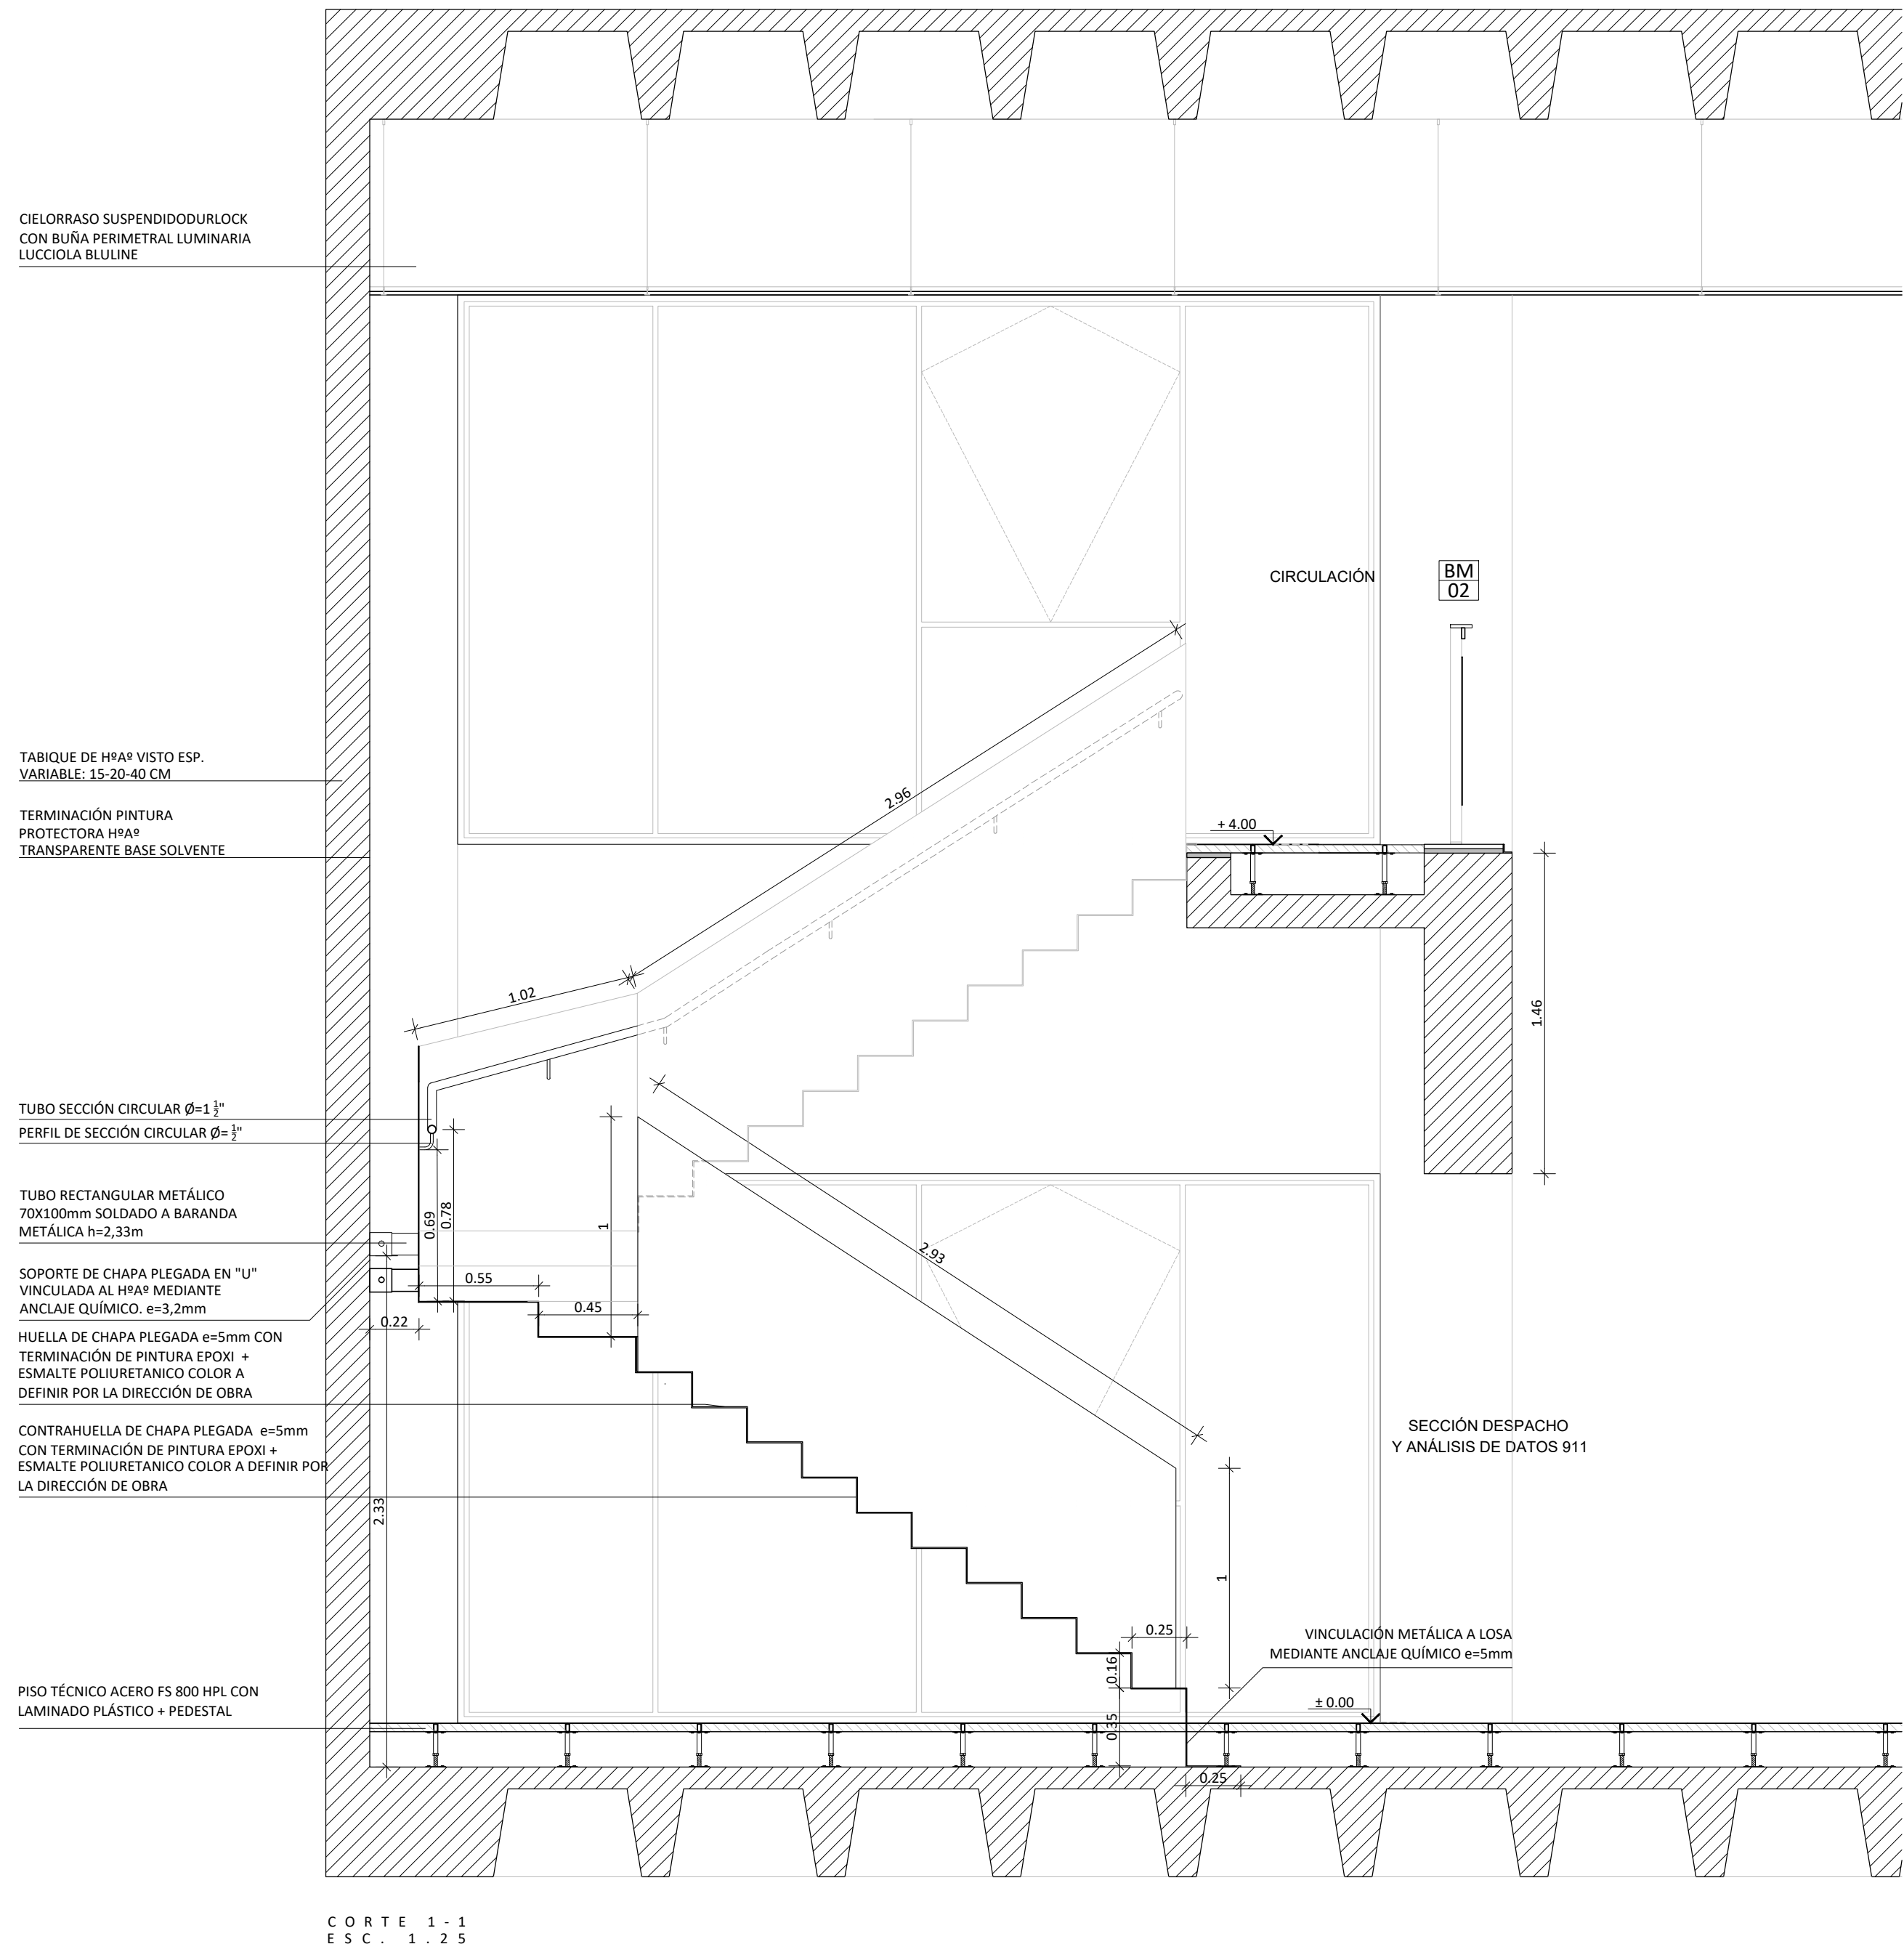 CIELORRASO SUSPENDIDODURLOCK
CON BUÑA PERIMETRAL LUMINARIA
LUCCIOLA BLULINE
CIRCULACIÓN
BM
02
TABIQUE DE HºAº VISTO ESP.
VARIABLE: 15-20-40 CM
2.96
TERMINACIÓN PINTURA
PROTECTORA HºAº
TRANSPARENTE BASE SOLVENTE
+ 4.00
1.02
1.46
TUBO SECCIÓN CIRCULAR Ø=1 1/2"
PERFIL DE SECCIÓN CIRCULAR Ø= 1/2"
TUBO RECTANGULAR METÁLICO
70X100mm SOLDADO A BARANDA
METÁLICA h=2,33m
0.69
0.78
1
2.93
SOPORTE DE CHAPA PLEGADA EN "U"
VINCULADA AL HºAº MEDIANTE
ANCLAJE QUÍMICO. e=3,2mm
0.55
0.45
0.22
HUELLA DE CHAPA PLEGADA e=5mm CON
TERMINACIÓN DE PINTURA EPOXI +
ESMALTE POLIURETANICO COLOR A
DEFINIR POR LA DIRECCIÓN DE OBRA
CONTRAHUELLA DE CHAPA PLEGADA e=5mm
CON TERMINACIÓN DE PINTURA EPOXI +
ESMALTE POLIURETANICO COLOR A DEFINIR POR
LA DIRECCIÓN DE OBRA
SECCIÓN DESPACHO
Y ANÁLISIS DE DATOS 911
2.33
1
0.25
0.16
VINCULACIÓN METÁLICA A LOSA
MEDIANTE ANCLAJE QUÍMICO e=5mm
PISO TÉCNICO ACERO FS 800 HPL CON
LAMINADO PLÁSTICO + PEDESTAL
± 0.00
0.35
0.25
CORTE 1-1
ESC. 1.25